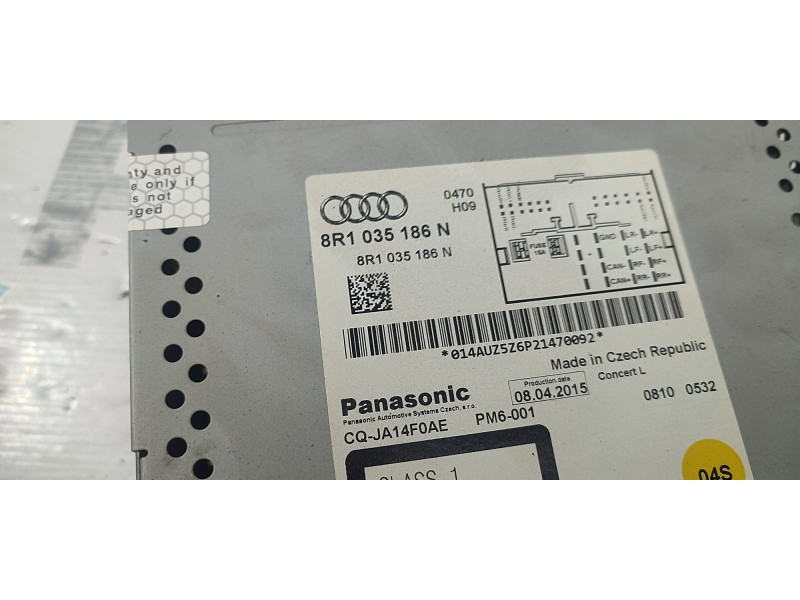 nty and
e only if
s not
aged
0470
H09
8R1 035 186 N
8R1 035 186 N
FUSE
15A
GND LR- LR+
LF- LF+
CAN- RF- RF+
CAN+ RR- RR+
*014AUZ5Z6P21470092*
Made in Czech Republic
Panasonic
Panasonic Automotive Systems Czech, s.r.o.
Production date
08.04.2015
Concert L
0810 0532
CQ-JA14F0AE PM6-001
CLASS 1
04S